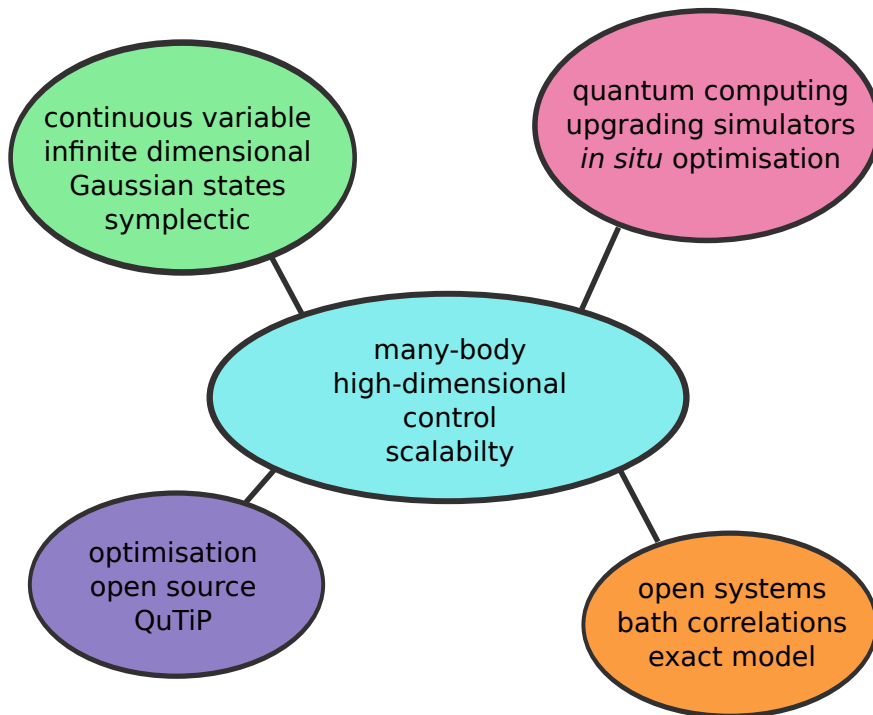 continuous variable
infinite dimensional
Gaussian states
symplectic
quantum computing
upgrading simulators
in situ optimisation
many-body
high-dimensional
control
scalabilty
optimisation
open source
QuTiP
open systems
bath correlations
exact model